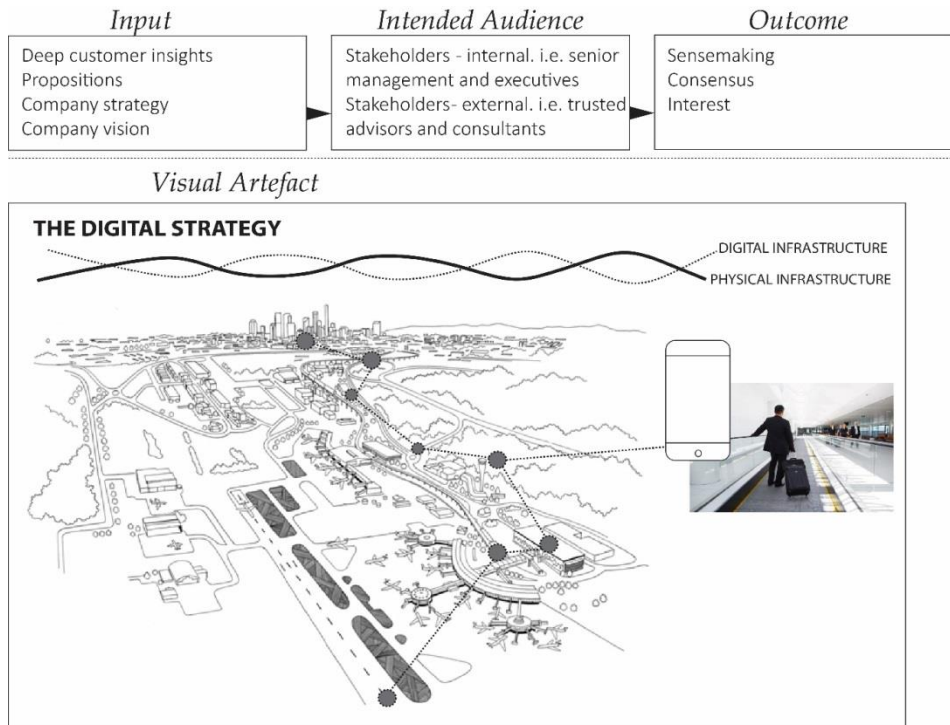 Input
Intended Audience
Outcome
Deep customer insights
Propositions
Company strategy
Company vision
Stakeholders - internal. i.e. senior
management and executives
Stakeholders- external. i.e. trusted
advisors and consultants
Sensemaking
Consensus
Interest
Visual Artefact
THE DIGITAL STRATEGY
DIGITAL INFRASTRUCTURE
PHYSICAL INFRASTRUCTURE